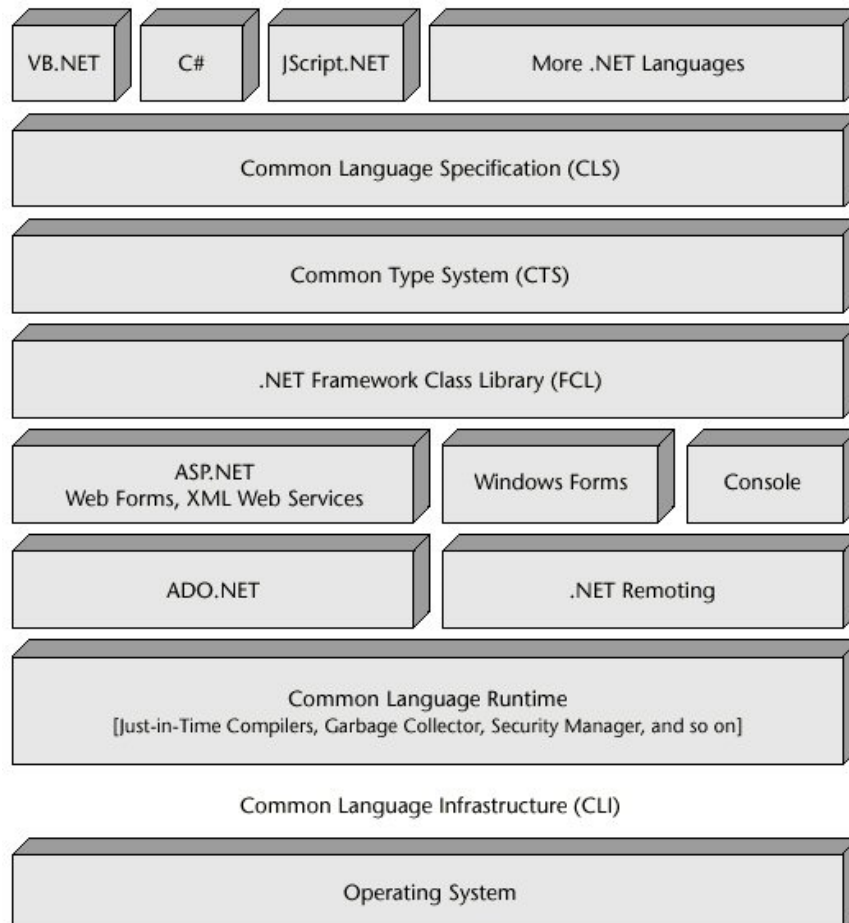 VB.NET
C#
JScript.NET
More .NET Languages
Common Language Specification (CLS)
Common Type System (CTS)
.NET Framework Class Library (FCL)
ASP.NET
Web Forms, XML Web Services
Windows Forms
Console
ADO.NET
.NET Remoting
Common Language Runtime
[Just-in-Time Compilers, Garbage Collector, Security Manager, and so on]
Common Language Infrastructure (CLI)
Operating System